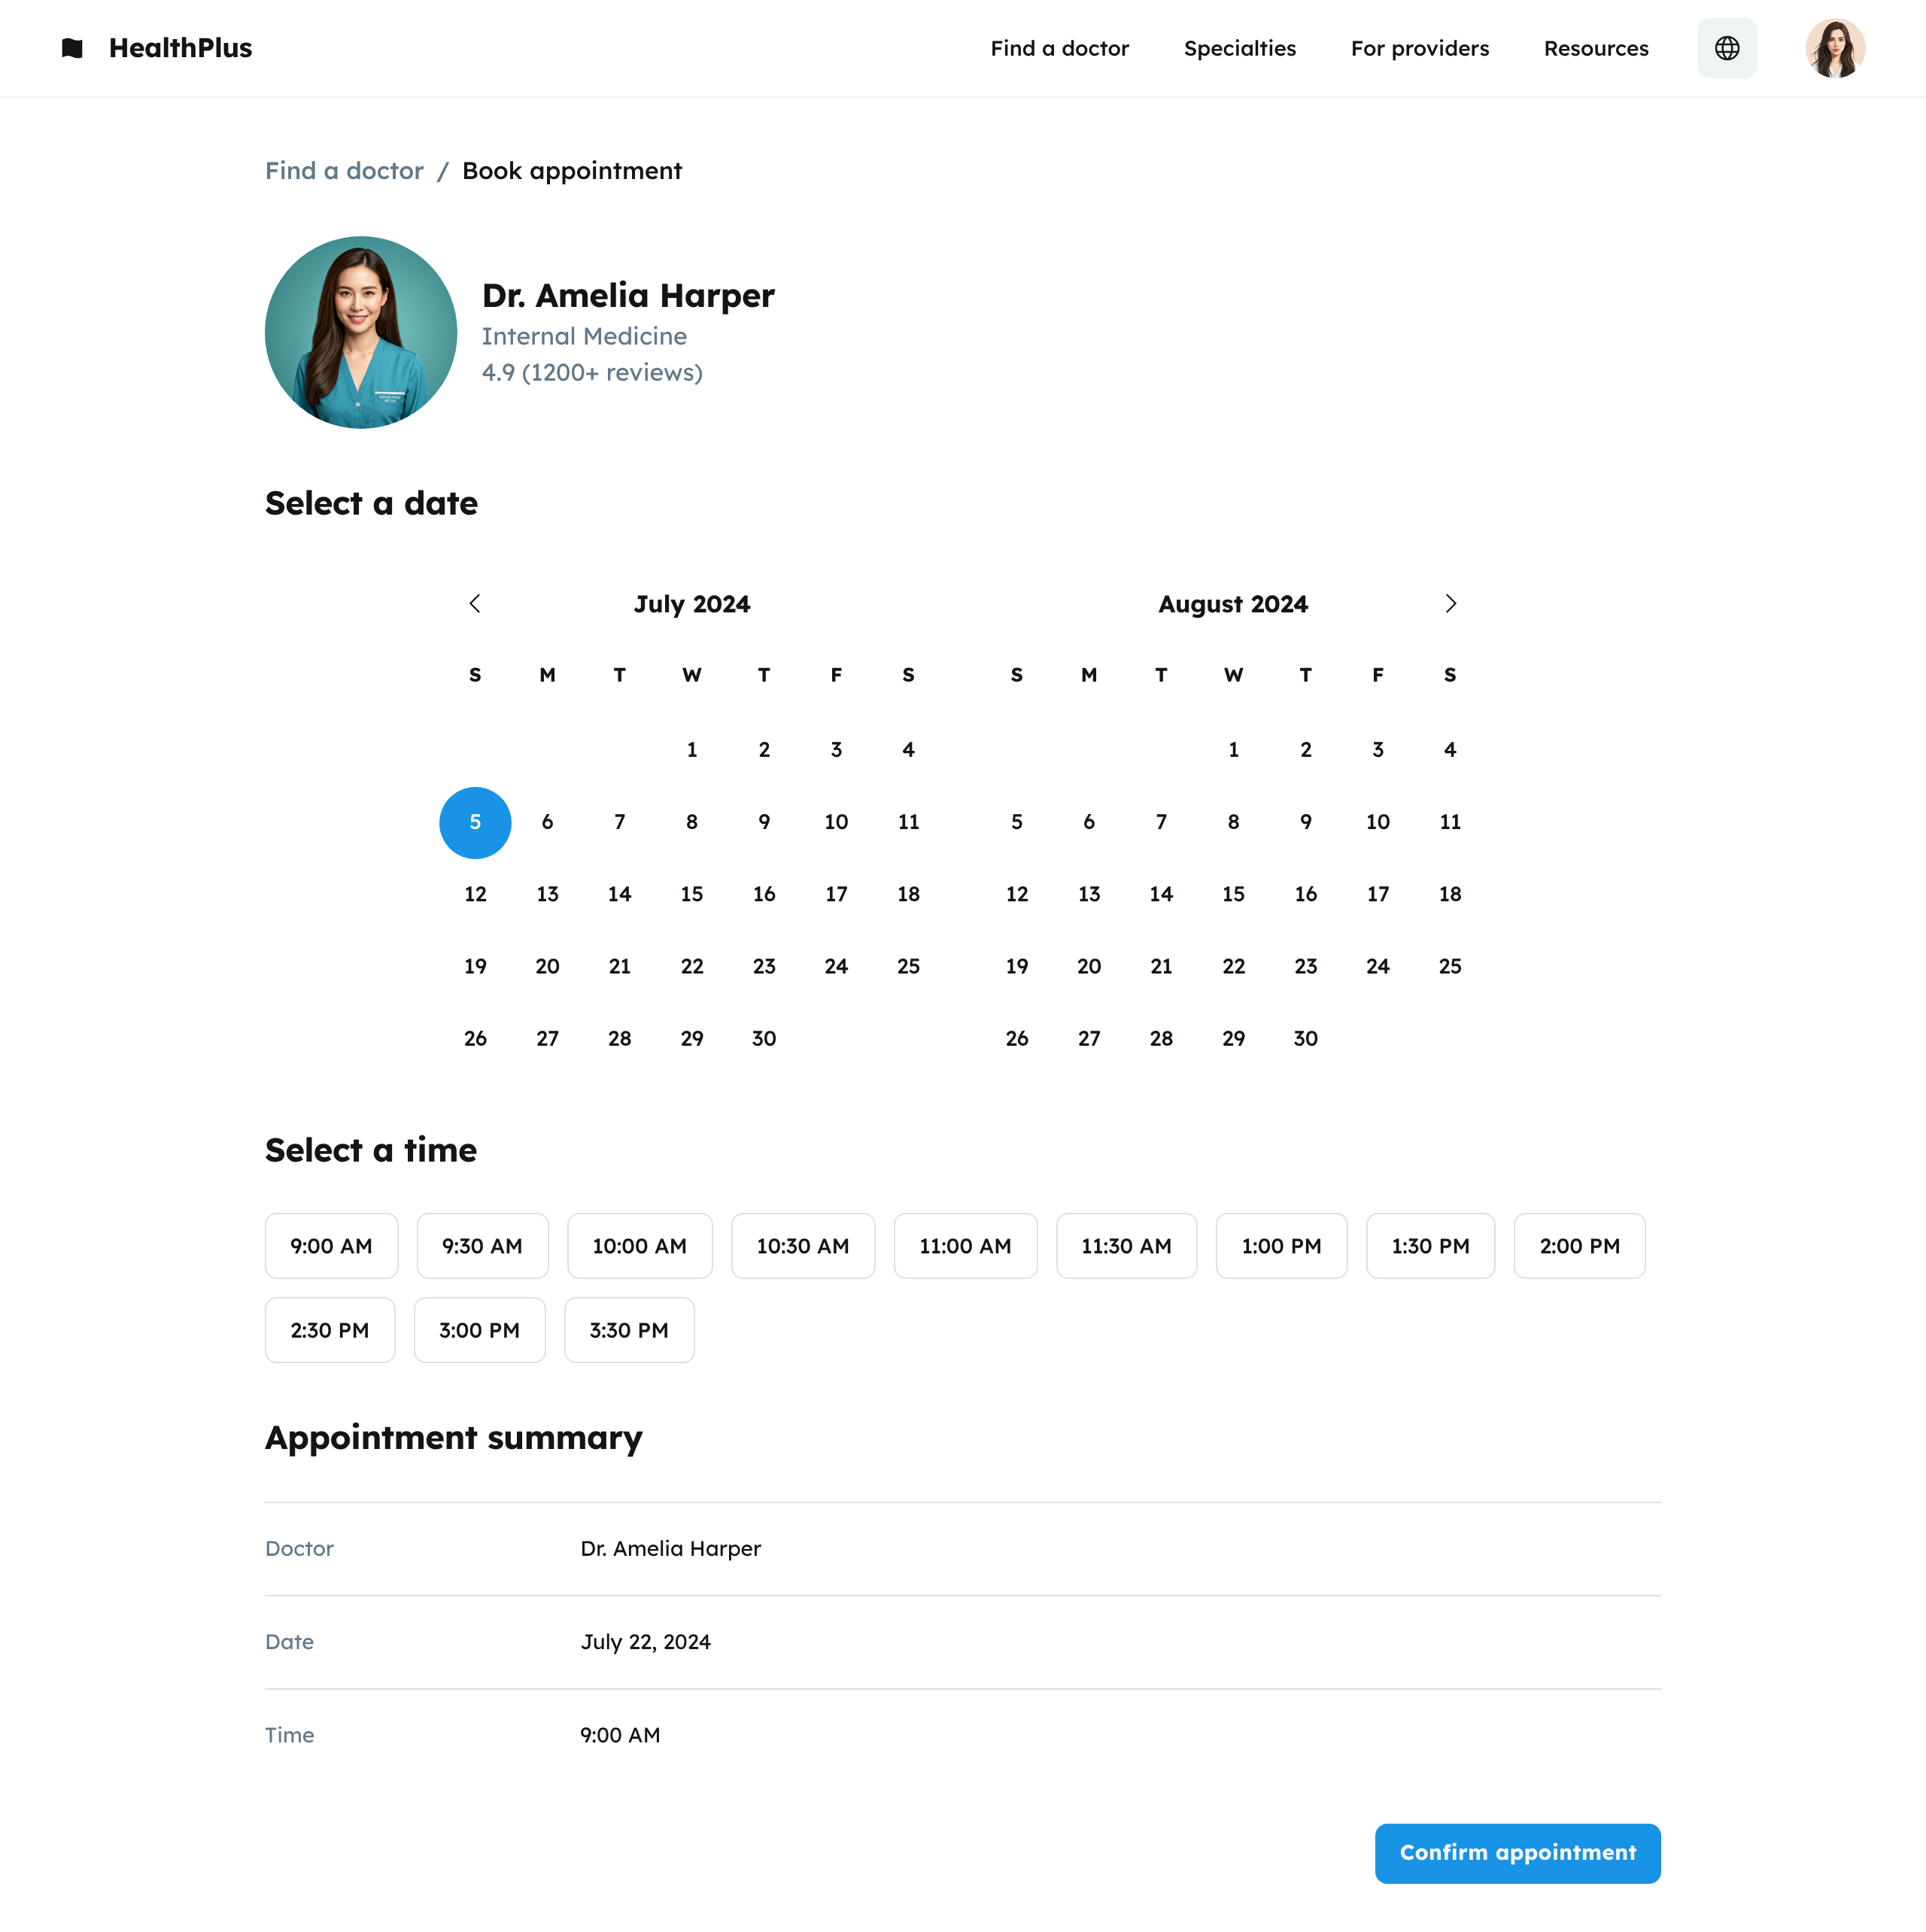 HealthPlus
Find a doctor Specialties For providers Resources
Find a doctor / Book appointment
Dr. Amelia Harper
Internal Medicine
4.9 (1200+ reviews)
Select a date
July 2024 August 2024
S M T W T F S S M T W T F S
1 2 3 4 1 2 3 4
5 6 7 8 9 10 11 5 6 7 8 9 10 11
12 13 14 15 16 17 18 12 13 14 15 16 17 18
19 20 21 22 23 24 25 19 20 21 22 23 24 25
26 27 28 29 30 26 27 28 29 30
Select a time
9:00 AM 9:30 AM 10:00 AM 10:30 AM 11:00 AM 11:30 AM 1:00 PM 1:30 PM 2:00 PM
2:30 PM 3:00 PM 3:30 PM
Appointment summary
Doctor Dr. Amelia Harper
Date July 22, 2024
Time 9:00 AM
Confirm appointment